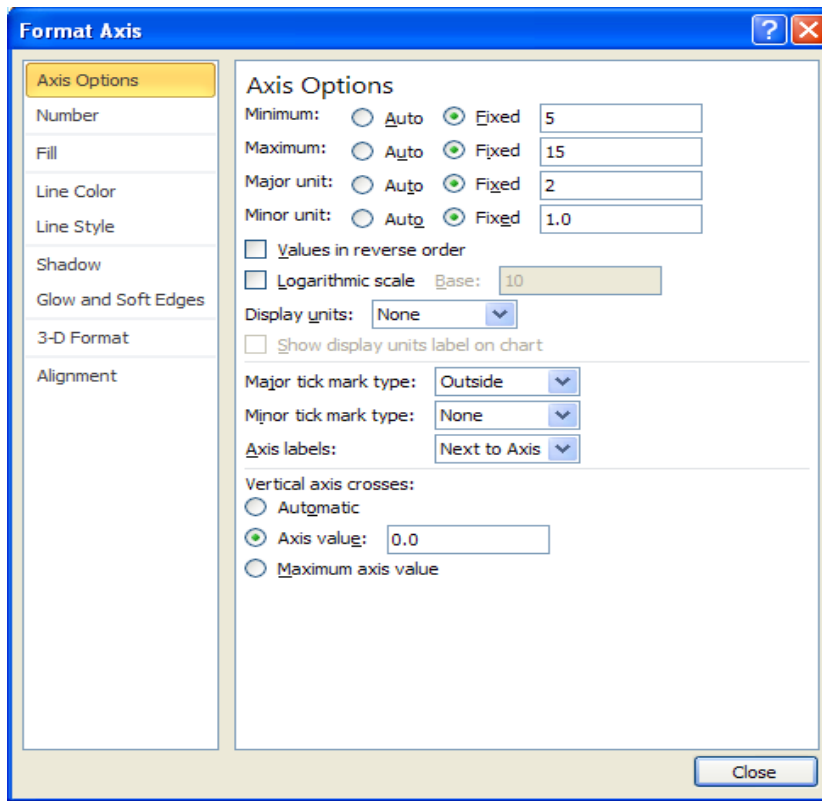 Format Axis
Axis Options
Number
Fill
Line Color
Line Style
Shadow
Glow and Soft Edges
3-D Format
Alignment
Axis Options
Minimum: Auto Fixed 5
Maximum: Auto Fixed 15
Major unit: Auto Fixed 2
Minor unit: Auto Fixed 1.0
Values in reverse order
Logarithmic scale Base: 10
Display units: None
Show display units label on chart
Major tick mark type: Outside
Minor tick mark type: None
Axis labels: Next to Axis
Vertical axis crosses:
Automatic
Axis value: 0.0
Maximum axis value
Close